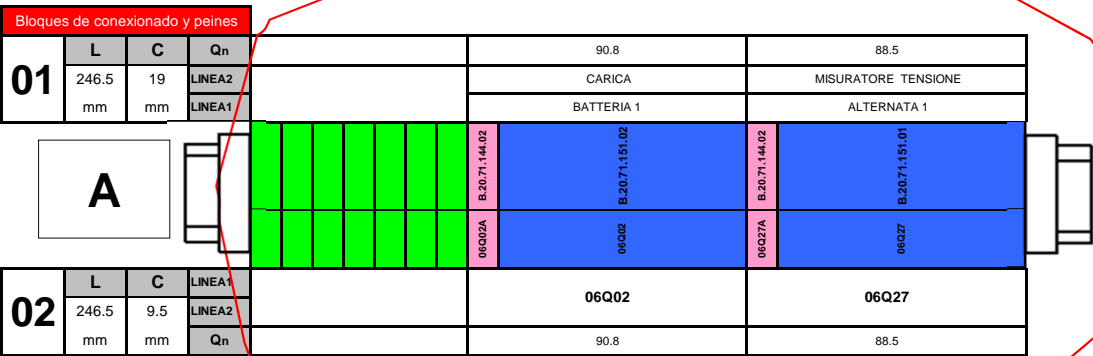 Bloques de conexionado y peines
01 L C Qn 90.8 88.5
246.5 19 LINEA2 CARICA MISURATORE TENSIONE
mm mm LINEA1 BATTERIA 1 ALTERNATA 1
A
B.20.71.144.02 B.20.71.151.02 B.20.71.144.02 B.20.71.151.01
06Q02A 06Q02 06Q27A 06Q27
02 L C LINEA1 06Q02 06Q27
246.5 9.5 LINEA2
mm mm Qn 90.8 88.5